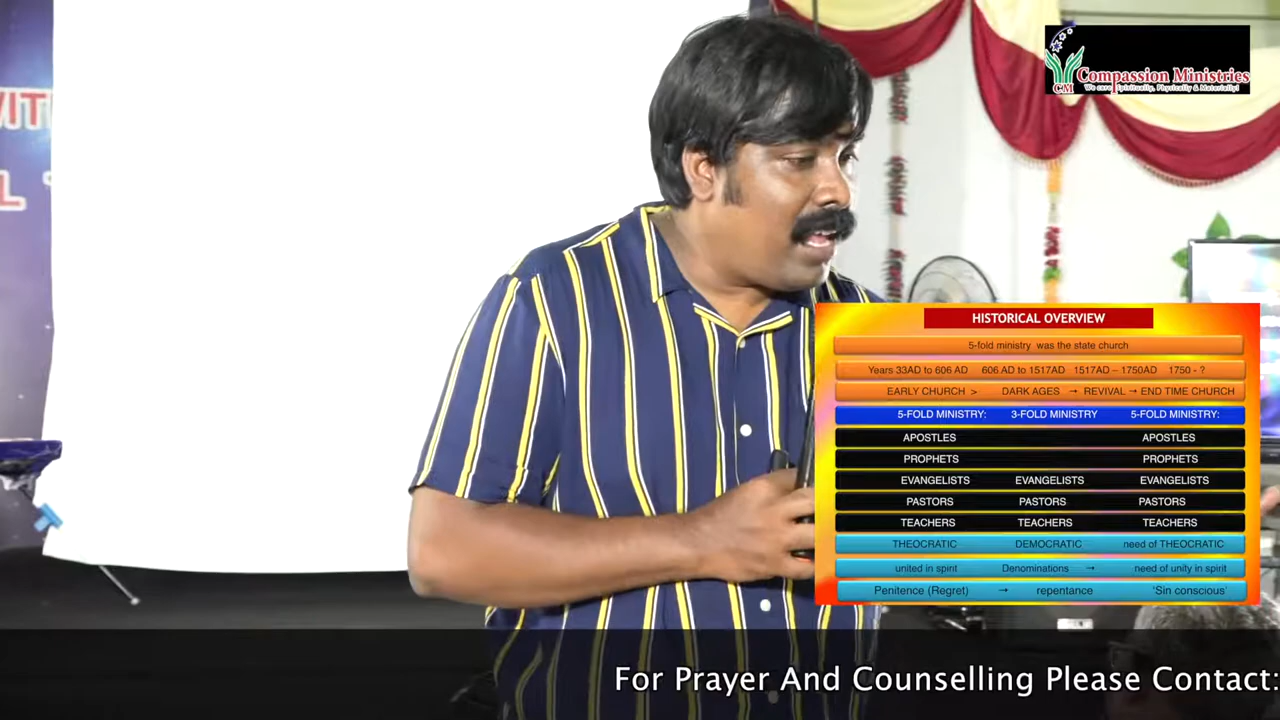 WIT
L
Compassion Ministries
We care Spiritually, Physically & Materially!
CM
HISTORICAL OVERVIEW
5-fold ministry was the state church
Years 33AD to 606 AD 606 AD to 1517AD 1517AD – 1750AD 1750 - ?
EARLY CHURCH > DARK AGES → REVIVAL → END TIME CHURCH
5-FOLD MINISTRY: 3-FOLD MINISTRY 5-FOLD MINISTRY:
APOSTLES APOSTLES
PROPHETS PROPHETS
EVANGELISTS EVANGELISTS EVANGELISTS
PASTORS PASTORS PASTORS
TEACHERS TEACHERS TEACHERS
THEOCRATIC DEMOCRATIC need of THEOCRATIC
united in spirit Denominations → need of unity in spirit
Penitence (Regret) → repentance 'Sin conscious'
For Prayer And Counselling Please Contact: